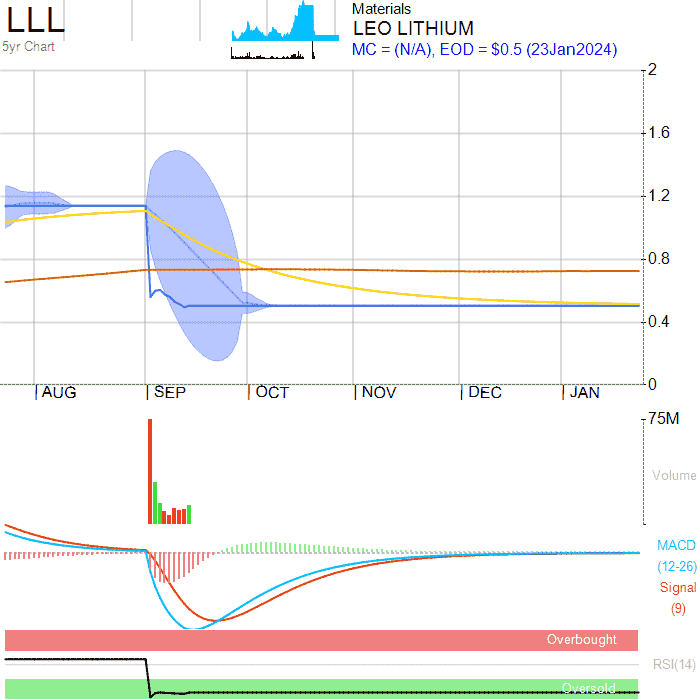 LLL
5yr Chart
Materials
LEO LITHIUM
MC = (N/A), EOD = $0.5 (23Jan2024)
2
1.6
1.2
0.8
0.4
0
AUG SEP OCT NOV DEC JAN
75M
Volume
MACD
(12-26)
Signal
(9)
Overbought
RSI(14)
Oversold